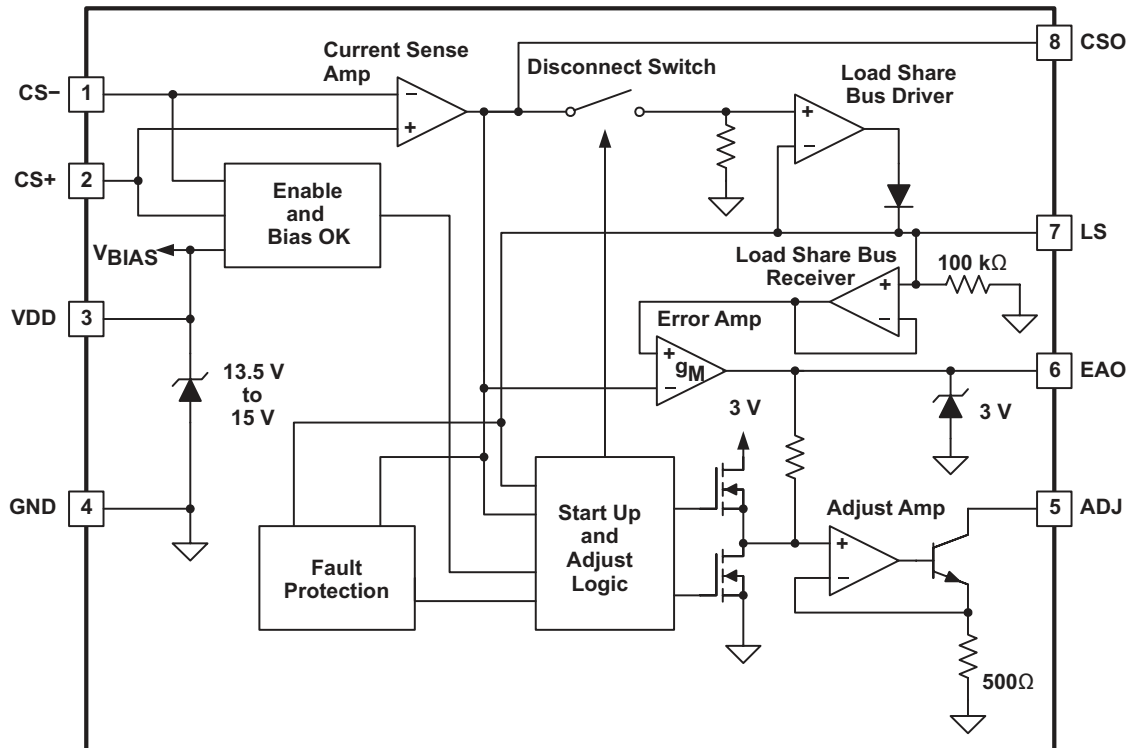 Current Sense
Amp
Disconnect Switch
Load Share
Bus Driver
8 CSO
CS− 1
−
+
+
−
CS+ 2
Enable
and
Bias OK
VBIAS
7 LS
Load Share Bus
Receiver
100 kΩ
+
−
VDD 3
Error Amp
+
gM
−
13.5 V
to
15 V
3 V
6 EAO
3 V
GND 4
Fault
Protection
Start Up
and
Adjust
Logic
Adjust Amp
+
−
5 ADJ
500Ω